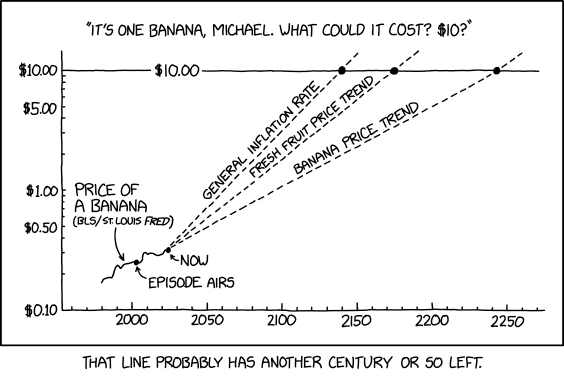 "IT'S ONE BANANA, MICHAEL. WHAT COULD IT COST? $10?"
$10.00
$10.00
$5.00
GENERAL INFLATION RATE
FRESH FRUIT PRICE TREND
BANANA PRICE TREND
$1.00
PRICE OF
A BANANA
(BLS/ST. LOUIS FRED)
$0.50
NOW
EPISODE AIRS
$0.10
2000 2050 2100 2150 2200 2250
THAT LINE PROBABLY HAS ANOTHER CENTURY OR SO LEFT.